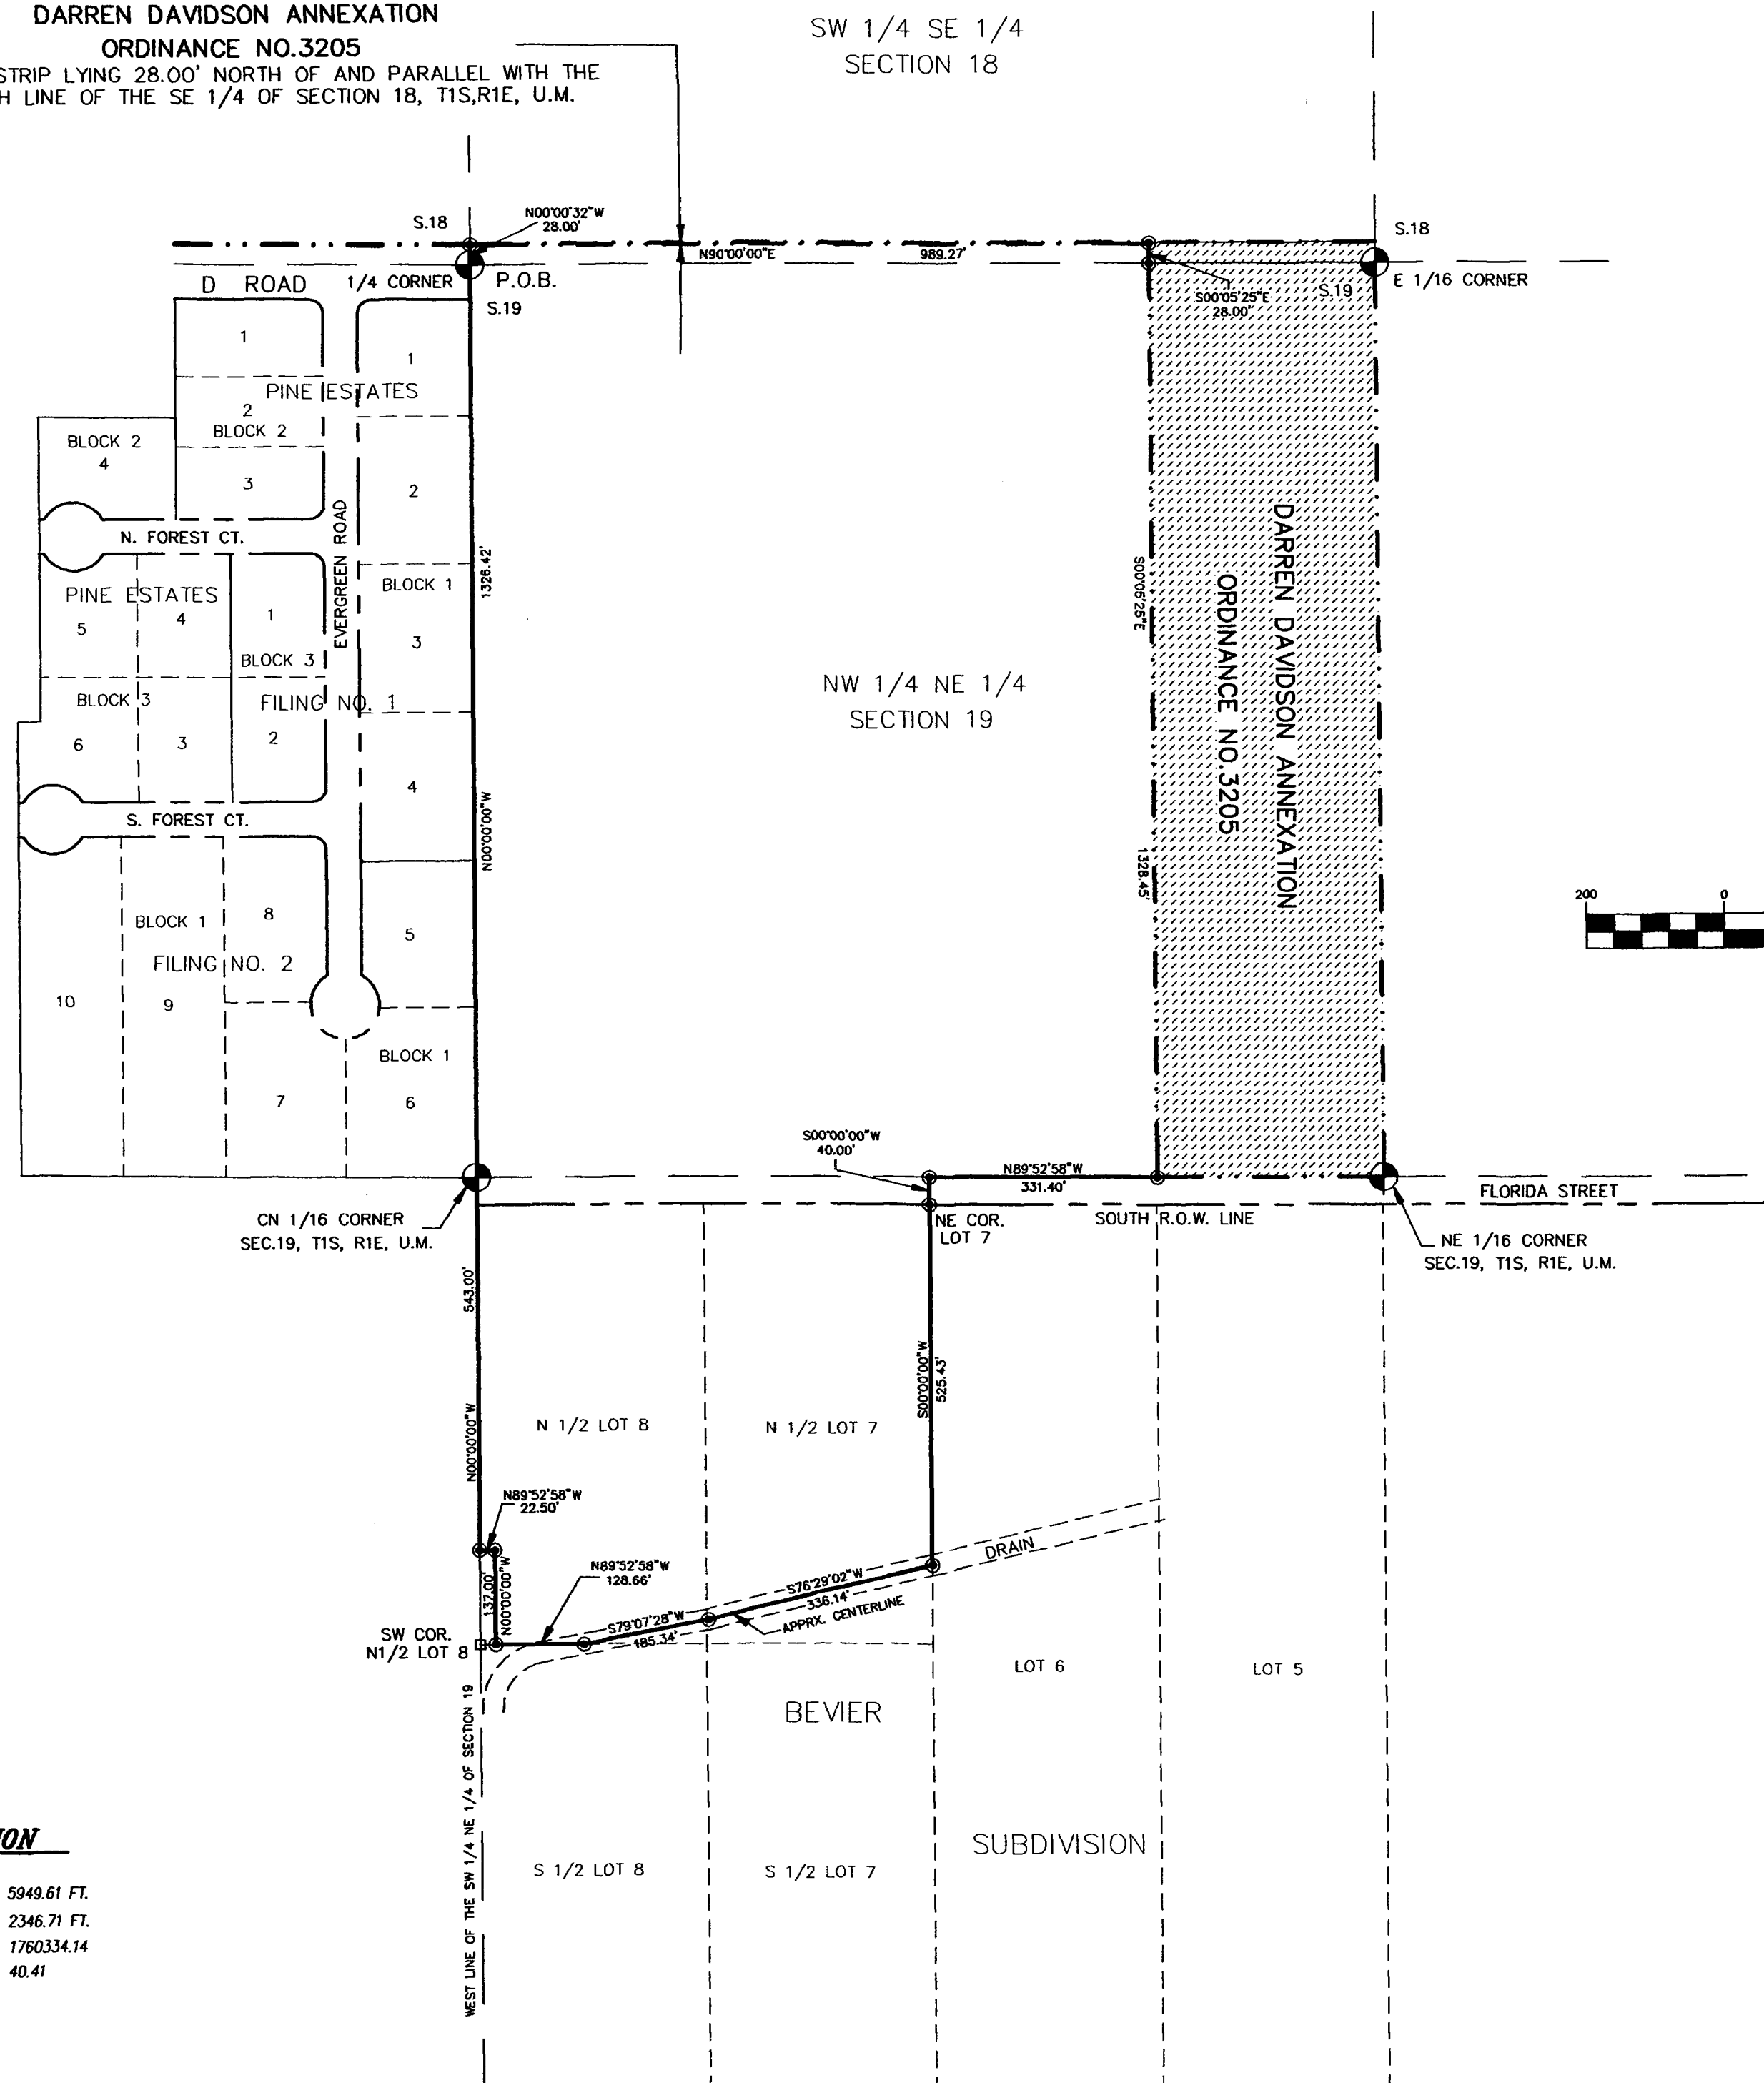 DARREN DAVIDSON ANNEXATION
ORDINANCE NO.3205
STRIP LYING 28.00' NORTH OF AND PARALLEL WITH THE
H LINE OF THE SE 1/4 OF SECTION 18, T1S,R1E, U.M.
SW 1/4 SE 1/4
SECTION 18
S.18
N00°00'32"W
28.00'
N90°00'00"E
989.27'
S.18
D ROAD
1/4 CORNER
P.O.B.
S.19
S00°05'25"E
28.00'
S.19
E 1/16 CORNER
1
1
PINE ESTATES
2
BLOCK 2
BLOCK 2
4
3
2
N. FOREST CT.
EVERGREEN ROAD
1326.42'
N00°00'00"W
PINE ESTATES
5
4
1
BLOCK 1
3
BLOCK 3
BLOCK 3
FILING NO. 1
6
3
2
4
S. FOREST CT.
BLOCK 1
8
5
FILING NO. 2
10
9
BLOCK 1
7
6
NW 1/4 NE 1/4
SECTION 19
S00°05'25"E
1328.45'
DARREN DAVIDSON ANNEXATION
ORDINANCE NO.3205
200
0
S00°00'00"W
40.00'
N89°52'58"W
331.40'
FLORIDA STREET
CN 1/16 CORNER
SEC.19, T1S, R1E, U.M.
NE COR.
LOT 7
SOUTH R.O.W. LINE
NE 1/16 CORNER
SEC.19, T1S, R1E, U.M.
543.00'
N00°00'00"W
S00°00'00"W
525.43'
N 1/2 LOT 8
N 1/2 LOT 7
N89°52'58"W
22.50'
137.00'
N00°00'00"W
N89°52'58"W
128.66'
S79°07'28"W
185.34'
S76°29'02"W
336.14'
APPRX. CENTERLINE
DRAIN
SW COR.
N1/2 LOT 8
LOT 6
LOT 5
BEVIER
SUBDIVISION
WEST LINE OF THE SW 1/4 NE 1/4 OF SECTION 19
S 1/2 LOT 8
S 1/2 LOT 7
ION
5949.61 FT.
2346.71 FT.
1760334.14
40.41